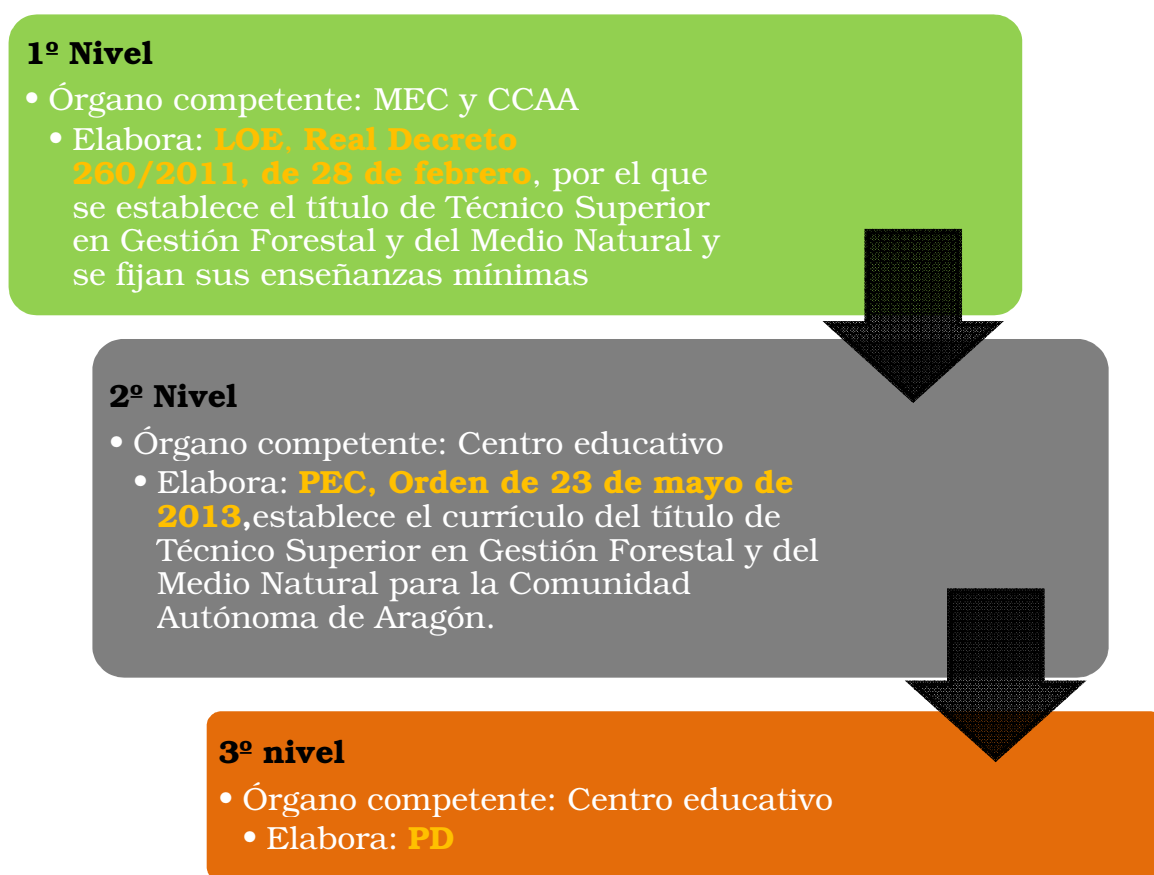 1º Nivel
• Órgano competente: MEC y CCAA
• Elabora: LOE, Real Decreto
260/2011, de 28 de febrero, por el que
se establece el título de Técnico Superior
en Gestión Forestal y del Medio Natural y
se fijan sus enseñanzas mínimas
2º Nivel
• Órgano competente: Centro educativo
• Elabora: PEC, Orden de 23 de mayo de
2013,establece el currículo del título de
Técnico Superior en Gestión Forestal y del
Medio Natural para la Comunidad
Autónoma de Aragón.
3º nivel
• Órgano competente: Centro educativo
• Elabora: PD